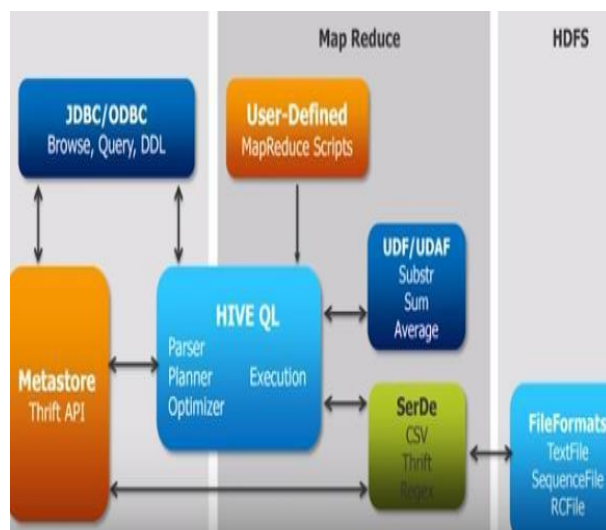 Map Reduce
HDFS
JDBC/ODBC
Browse, Query, DDL
User-Defined
MapReduce Scripts
UDF/UDAF
Substr
Sum
Average
HIVE QL
Parser
Planner
Optimizer
Execution
Metastore
Thrift API
SerDe
CSV
Thrift
Regex
FileFormats
TextFile
SequenceFile
RCFile